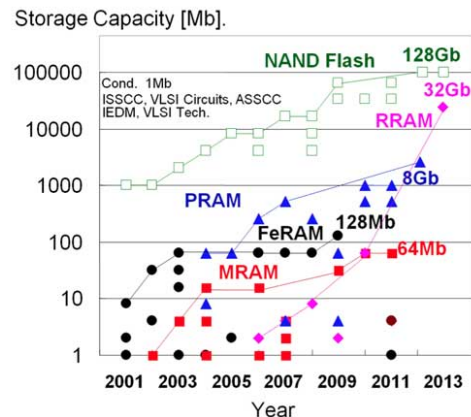 Storage Capacity [Mb].
NAND Flash
128Gb
100000
Cond. 1Mb
ISSCC, VLSI Circuits, ASSCC
IEDM, VLSI Tech.
32Gb
RRAM
10000
1000
PRAM
8Gb
FeRAM
128Mb
100
MRAM
64Mb
10
1
2001 2003 2005 2007 2009 2011 2013
Year